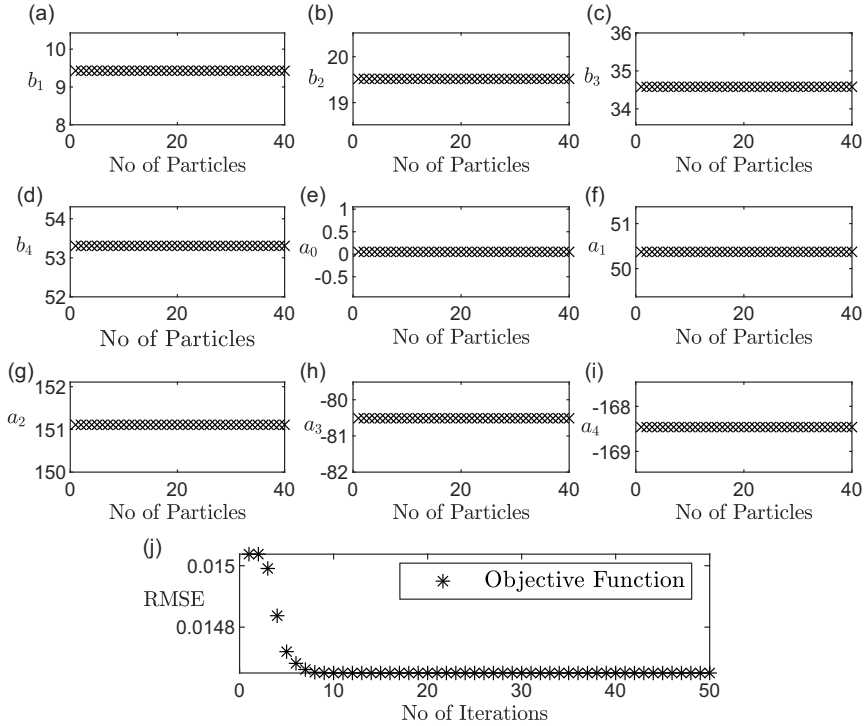 (a) (b) (c)
10 20 36
b1 9 b2 19 b3 35
8 34
0 20 40 0 20 40 0 20 40
No of Particles No of Particles No of Particles
(d) (e) (f)
54 1 51
b4 53 a0 0.5 a1 50
52 0
-0.5
0 20 40 0 20 40 0 20 40
No of Particles No of Particles No of Particles
(g) (h) (i)
152 -80 -168
a2 151 a3 -81 a4 -169
150 -82
0 20 40 0 20 40 0 20 40
No of Particles No of Particles No of Particles
(j)
0.015
RMSE
0.0148
Objective Function
0 10 20 30 40 50
No of Iterations